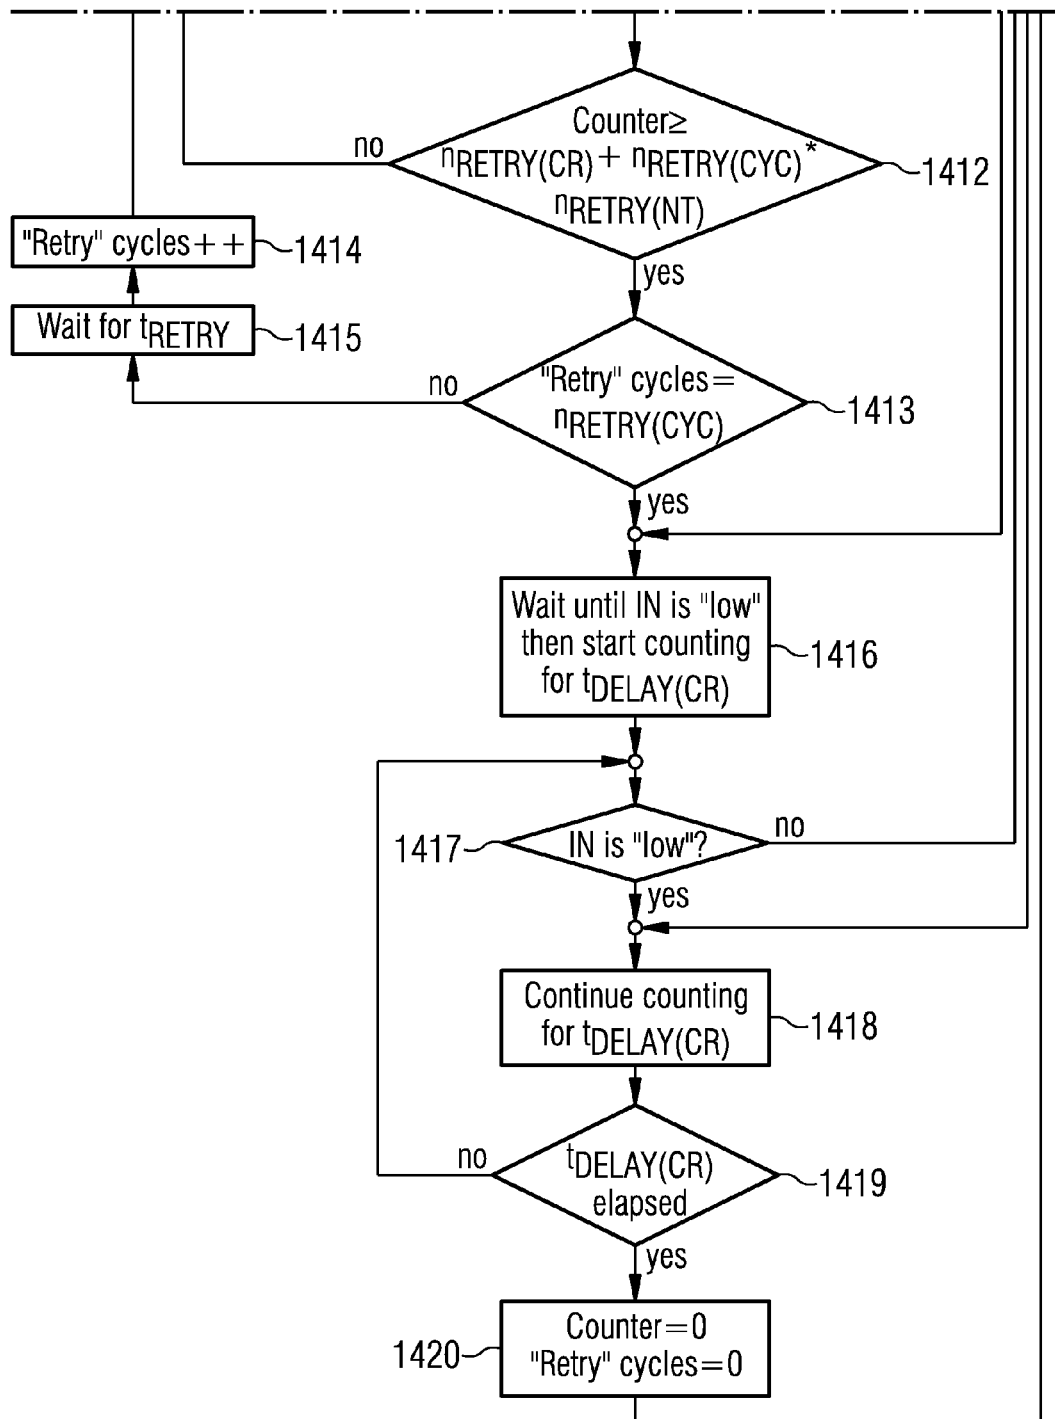 Counter≥
nRETRY(CR) + nRETRY(CYC)*
nRETRY(NT)
no
1412
"Retry" cycles++
1414
yes
Wait for tRETRY
1415
no
"Retry" cycles=
nRETRY(CYC)
1413
yes
Wait until IN is "low"
then start counting
for tDELAY(CR)
1416
1417
IN is "low"?
no
yes
Continue counting
for tDELAY(CR)
1418
no
tDELAY(CR)
elapsed
1419
yes
Counter=0
"Retry" cycles=0
1420